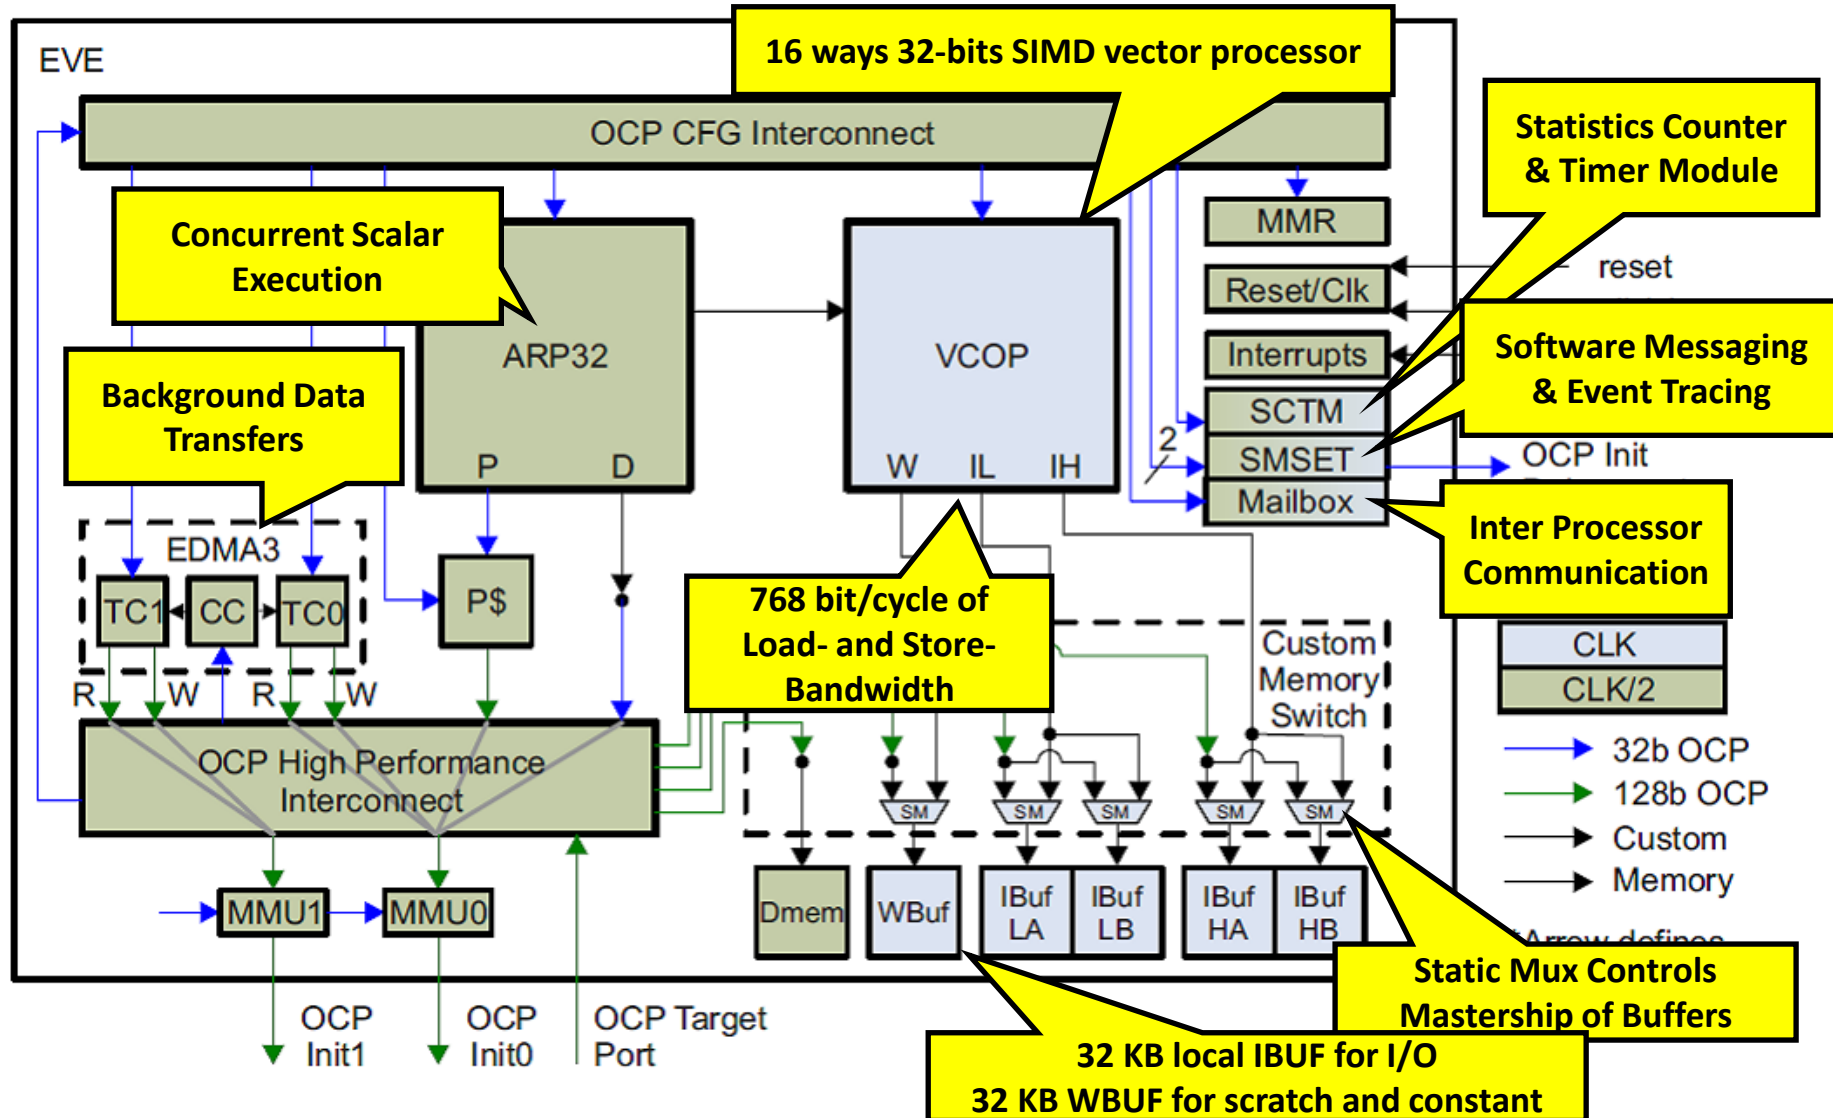 EVE
16 ways 32-bits SIMD vector processor
OCP CFG Interconnect
Statistics Counter
& Timer Module
Concurrent Scalar
Execution
MMR
reset
Reset/Clk
ARP32
VCOP
Interrupts
Software Messaging
& Event Tracing
Background Data
Transfers
SCTM
2
SMSET
OCP Init
P
D
W
IL
IH
Mailbox
Inter Processor
Communication
EDMA3
TC1
CC
TC0
P$
768 bit/cycle of
Load- and Store-
Bandwidth
Custom
Memory
Switch
CLK
CLK/2
R
W
R
W
32b OCP
128b OCP
Custom
Memory
OCP High Performance
Interconnect
SM
SM
SM
SM
SM
MMU1
MMU0
Dmem
WBuf
IBuf
LA
IBuf
LB
IBuf
HA
IBuf
HB
Arrow defines
Static Mux Controls
Mastership of Buffers
OCP
Init1
OCP
Init0
OCP Target
Port
32 KB local IBUF for I/O
32 KB WBUF for scratch and constant